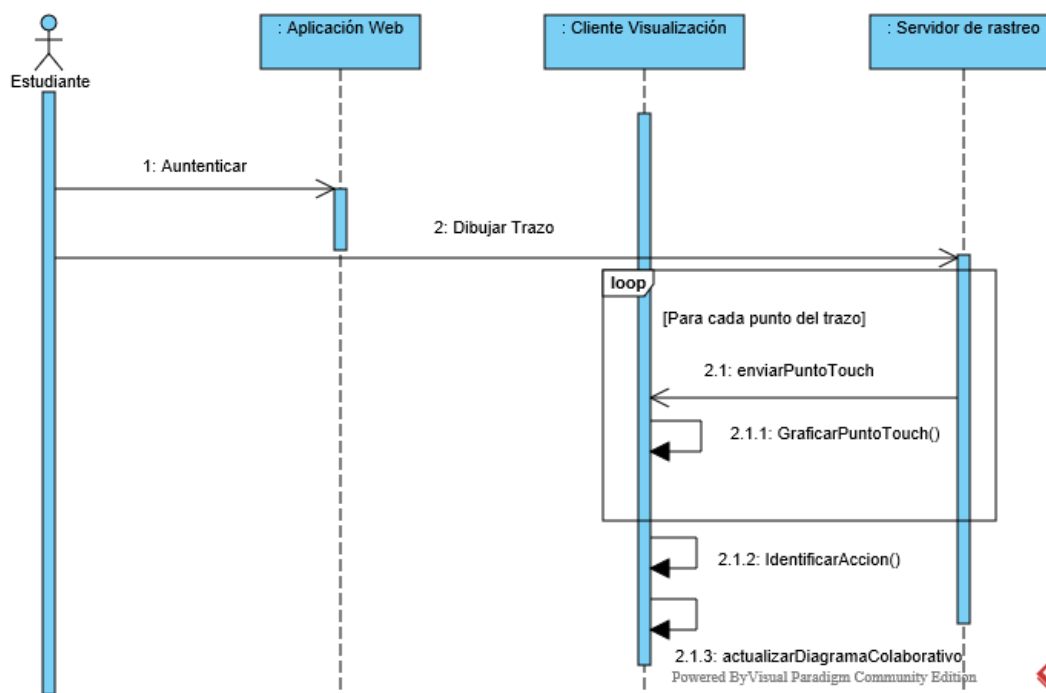 : Aplicación Web
: Cliente Visualización
: Servidor de rastreo
Estudiante
1: Auntenticar
2: Dibujar Trazo
loop
[Para cada punto del trazo]
2.1: enviarPuntoTouch
2.1.1: GraficarPuntoTouch()
2.1.2: IdentificarAccion()
2.1.3: actualizarDiagramaColaborativo
Powered ByVisual Paradigm Community Edition